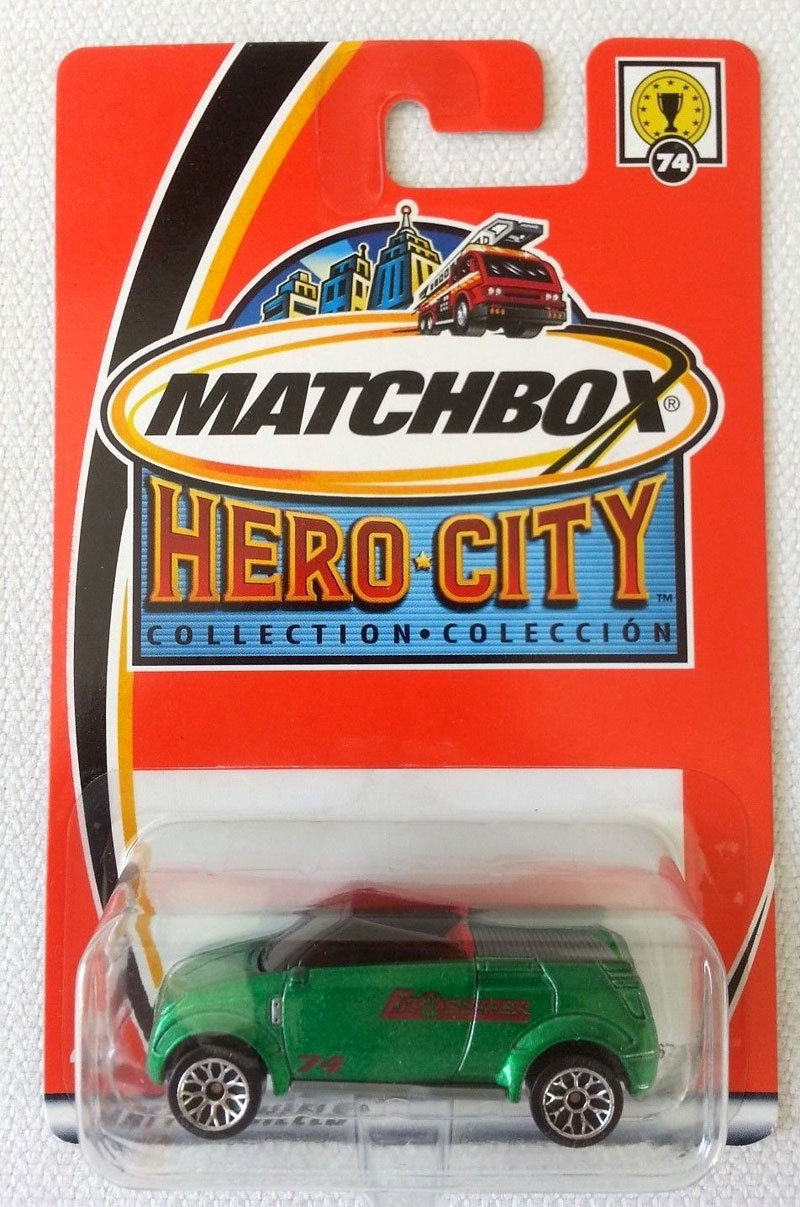 74
MATCHBOX®
HERO★CITY™
COLLECTION • COLECCIÓN
74